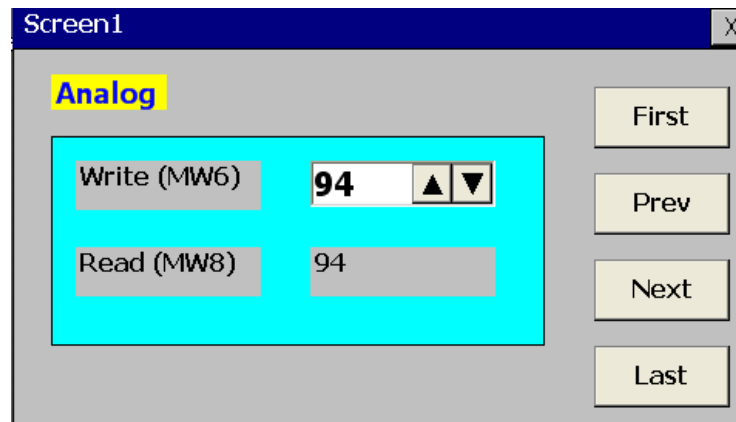 Screen1 X
Analog
First
Write (MW6) 94 ▲ ▼
Prev
Read (MW8) 94
Next
Last